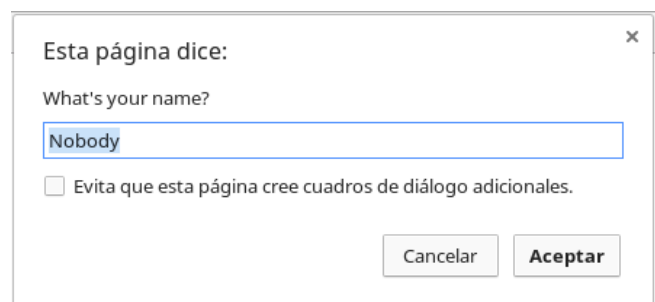 Esta página dice:
What's your name?
Nobody
Evita que esta página cree cuadros de diálogo adicionales.
Cancelar Aceptar